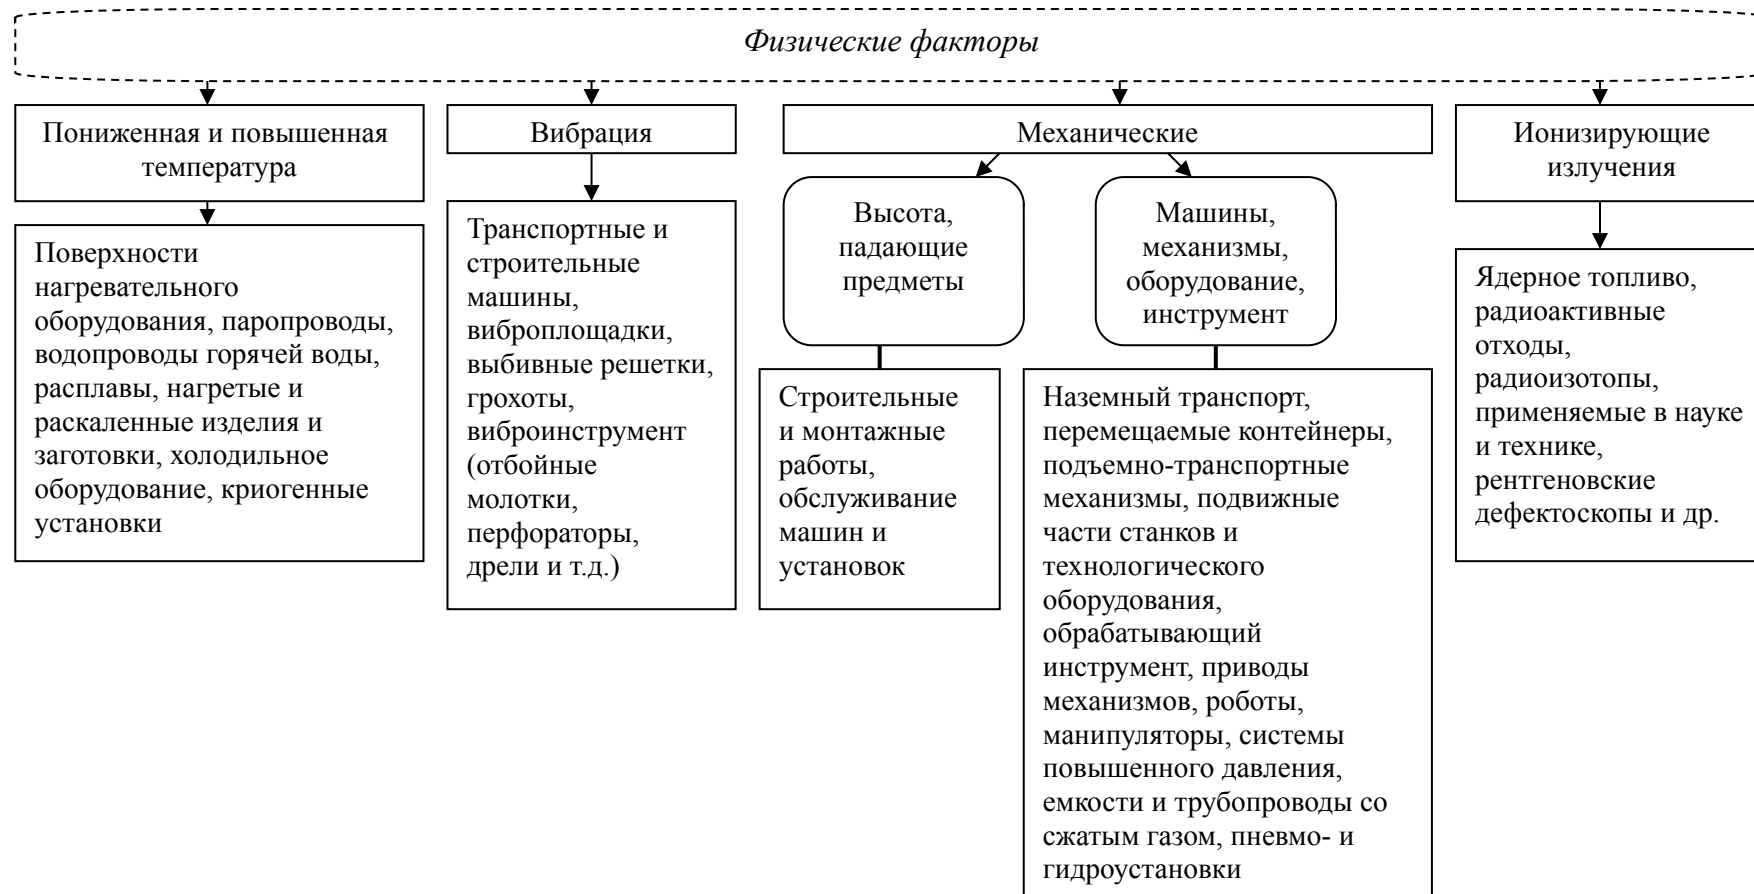 Физические факторы
Пониженная и повышенная
температура
Вибрация
Механические
Ионизирующие
излучения
Поверхности
нагревательного
оборудования, паропроводы,
водопроводы горячей воды,
расплавы, нагретые и
раскаленные изделия и
заготовки, холодильное
оборудование, криогенные
установки
Транспортные и
строительные
машины,
виброплощадки,
выбивные решетки,
грохоты,
виброинструмент
(отбойные
молотки,
перфораторы,
дрели и т.д.)
Высота,
падающие
предметы
Машины,
механизмы,
оборудование,
инструмент
Строительные
и монтажные
работы,
обслуживание
машин и
установок
Наземный транспорт,
перемещаемые контейнеры,
подъемно-транспортные
механизмы, подвижные
части станков и
технологического
оборудования,
обрабатывающий
инструмент, приводы
механизмов, роботы,
манипуляторы, системы
повышенного давления,
емкости и трубопроводы со
сжатым газом, пневмо- и
гидроустановки
Ядерное топливо,
радиоактивные
отходы,
радиоизотопы,
применяемые в науке
и технике,
рентгеновские
дефектоскопы и др.